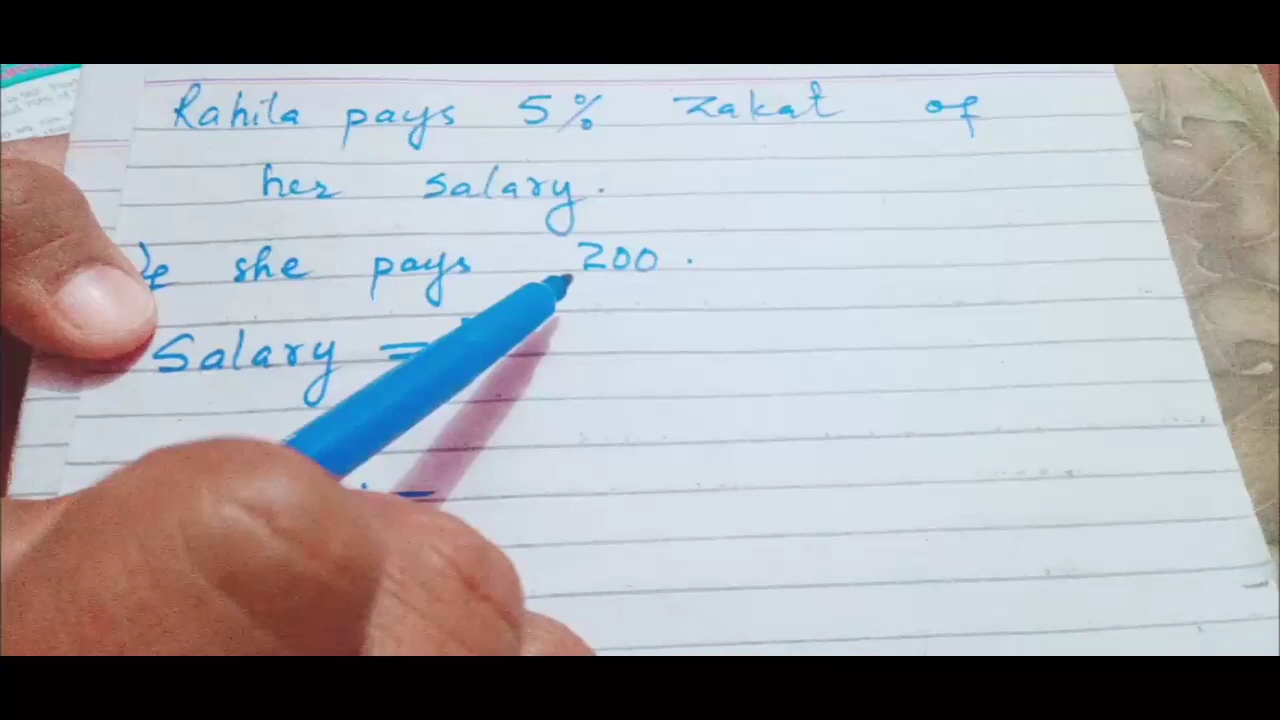 Rahila pays 5% Zakat of
her salary.
she pays 200.
Salary =